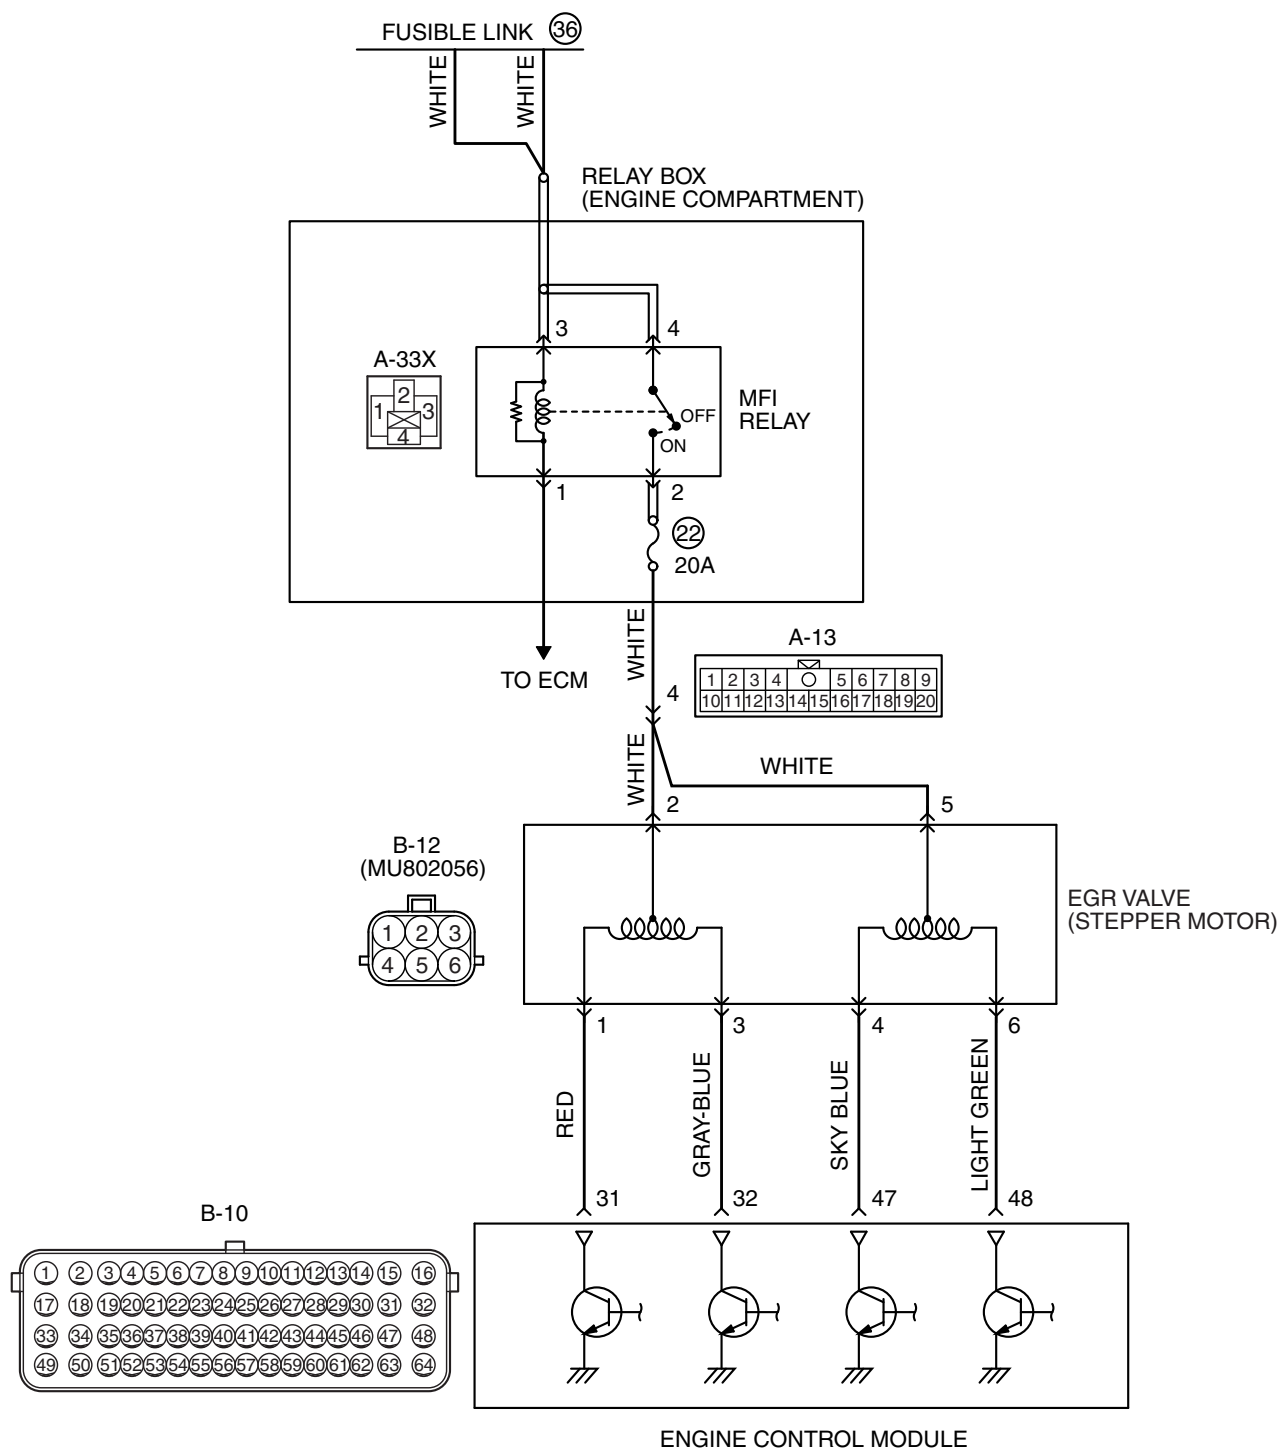 FUSIBLE LINK 36
WHITE
WHITE
RELAY BOX
(ENGINE COMPARTMENT)
3
4
A-33X
2
1 3
4
MFI
RELAY
OFF
ON
1
2
22
20A
WHITE
TO ECM
A-13
1 2 3 4 5 6 7 8 9
10 11 12 13 14 15 16 17 18 19 20
4
WHITE
WHITE
2
5
B-12
(MU802056)
1 2 3
4 5 6
EGR VALVE
(STEPPER MOTOR)
1
3
4
6
RED
GRAY-BLUE
SKY BLUE
LIGHT GREEN
31
32
47
48
B-10
1 2 3 4 5 6 7 8 9 10 11 12 13 14 15 16
17 18 19 20 21 22 23 24 25 26 27 28 29 30 31 32
33 34 35 36 37 38 39 40 41 42 43 44 45 46 47 48
49 50 51 52 53 54 55 56 57 58 59 60 61 62 63 64
ENGINE CONTROL MODULE